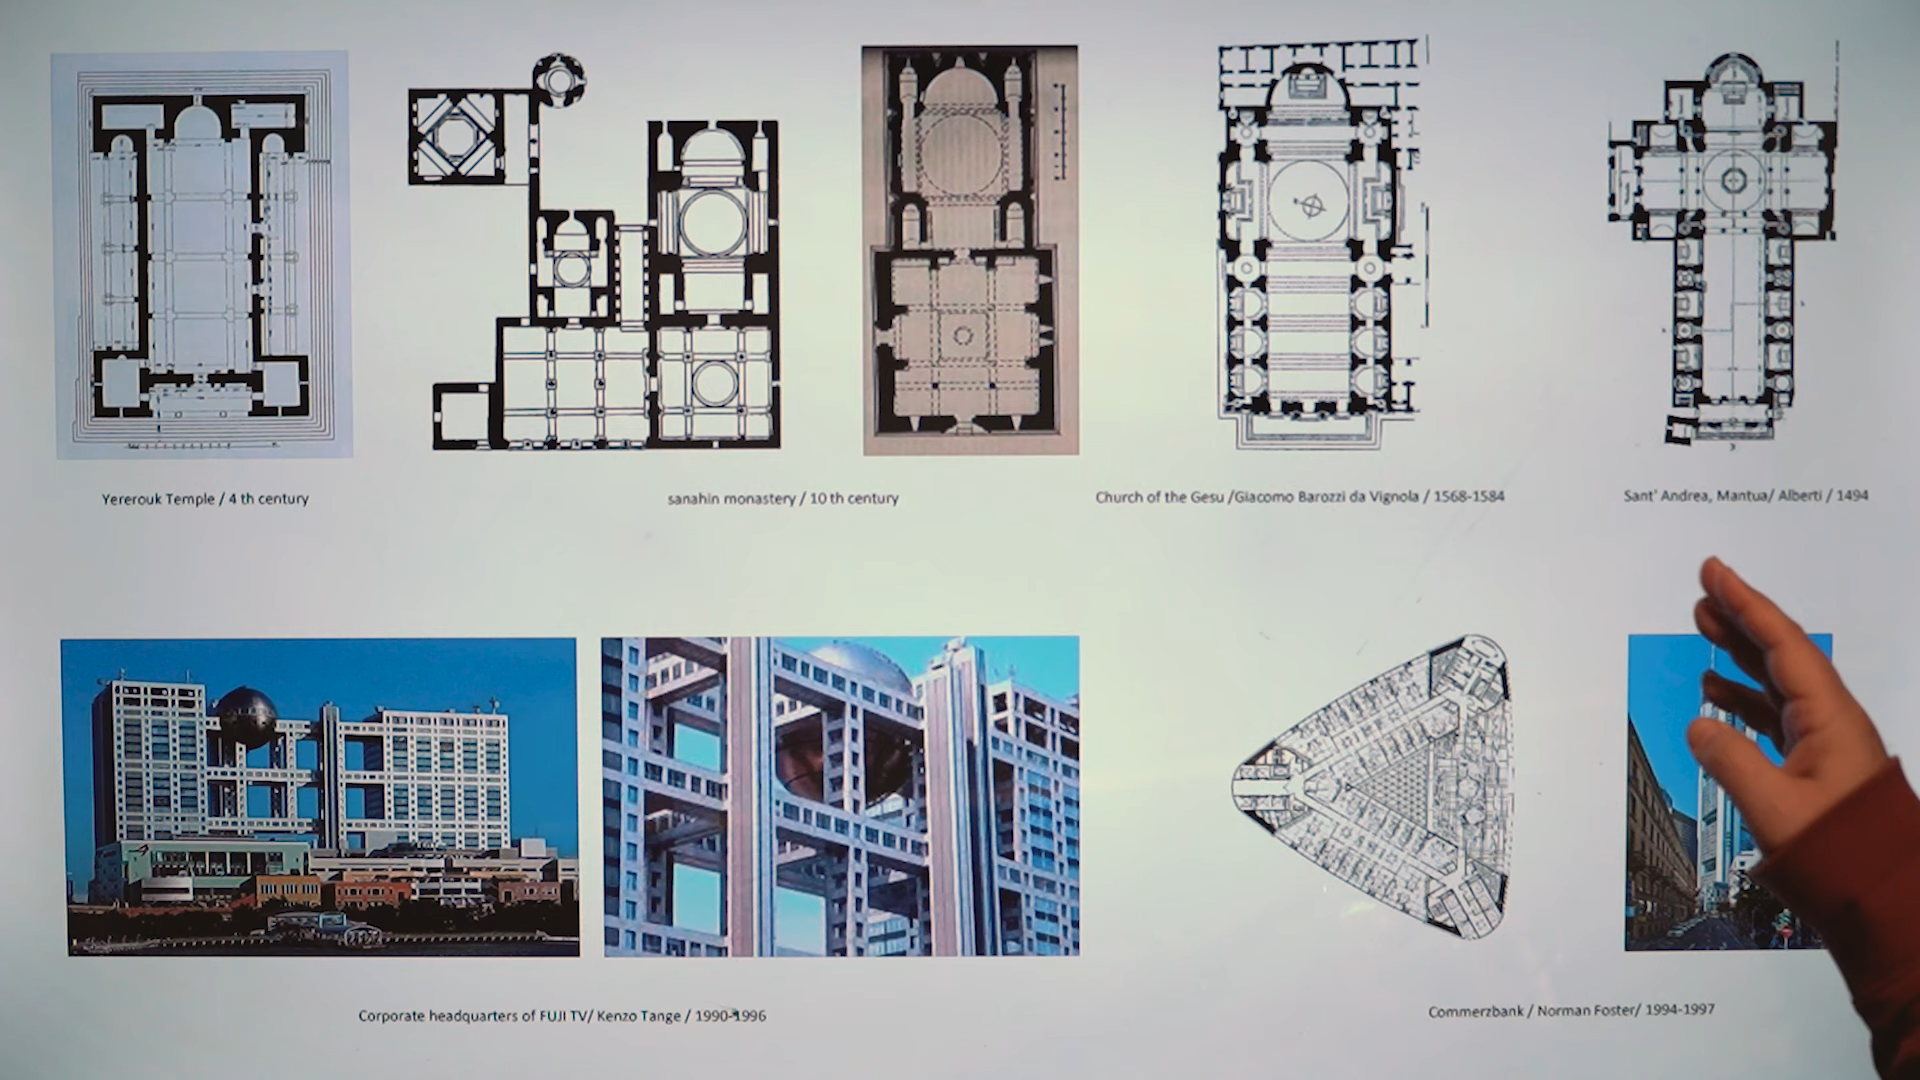 Yererouk Temple / 4 th century
sanahin monastery / 10 th century
Church of the Gesu /Giacomo Barozzi da Vignola / 1568-1584
Sant' Andrea, Mantua/ Alberti / 1494
Corporate headquarters of FUJI TV/ Kenzo Tange / 1990-1996
Commerzbank / Norman Foster/ 1994-1997